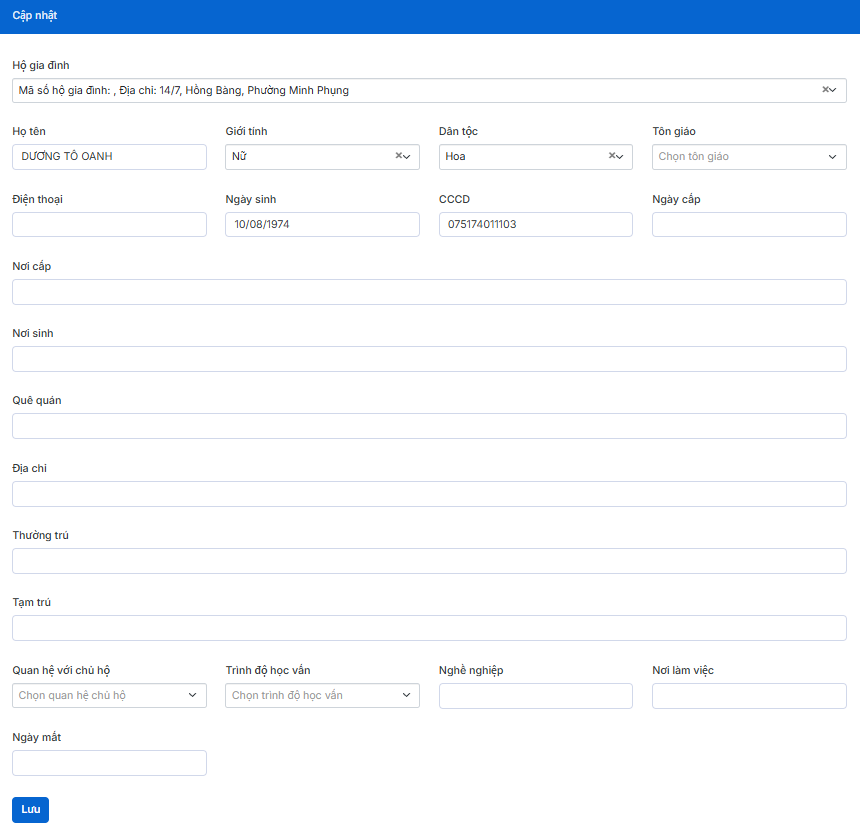 Cập nhật
Hộ gia đình
Mã số hộ gia đình: , Địa chỉ: 14/7, Hồng Bàng, Phường Minh Phụng
Họ tên Giới tính Dân tộc Tôn giáo
DƯƠNG TÔ OANH Nữ Hoa Chọn tôn giáo
Điện thoại Ngày sinh CCCD Ngày cấp
10/08/1974 075174011103
Nơi cấp
Nơi sinh
Quê quán
Địa chỉ
Thường trú
Tạm trú
Quan hệ với chủ hộ Trình độ học vấn Nghề nghiệp Nơi làm việc
Chọn quan hệ chủ hộ Chọn trình độ học vấn
Ngày mất
Lưu